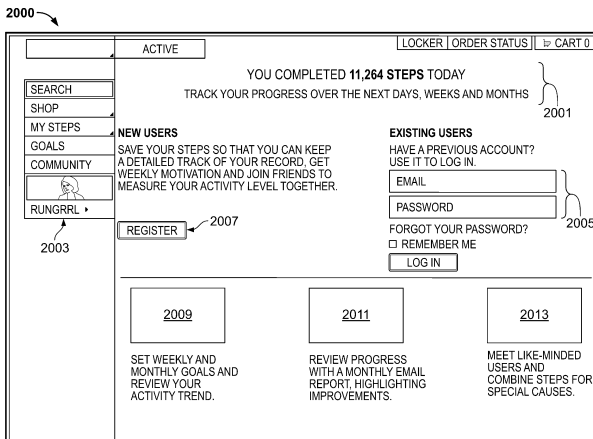 2000
ACTIVE
LOCKER ORDER STATUS CART 0
YOU COMPLETED 11,264 STEPS TODAY
TRACK YOUR PROGRESS OVER THE NEXT DAYS, WEEKS AND MONTHS
2001
SEARCH
SHOP
MY STEPS
GOALS
COMMUNITY
RUNGRRL
2003
NEW USERS
SAVE YOUR STEPS SO THAT YOU CAN KEEP
A DETAILED TRACK OF YOUR RECORD, GET
WEEKLY MOTIVATION AND JOIN FRIENDS TO
MEASURE YOUR ACTIVITY LEVEL TOGETHER.
REGISTER
2007
EXISTING USERS
HAVE A PREVIOUS ACCOUNT?
USE IT TO LOG IN.
EMAIL
PASSWORD
2005
FORGOT YOUR PASSWORD?
REMEMBER ME
LOG IN
2009
SET WEEKLY AND
MONTHLY GOALS AND
REVIEW YOUR
ACTIVITY TREND.
2011
REVIEW PROGRESS
WITH A MONTHLY EMAIL
REPORT, HIGHLIGHTING
IMPROVEMENTS.
2013
MEET LIKE-MINDED
USERS AND
COMBINE STEPS FOR
SPECIAL CAUSES.